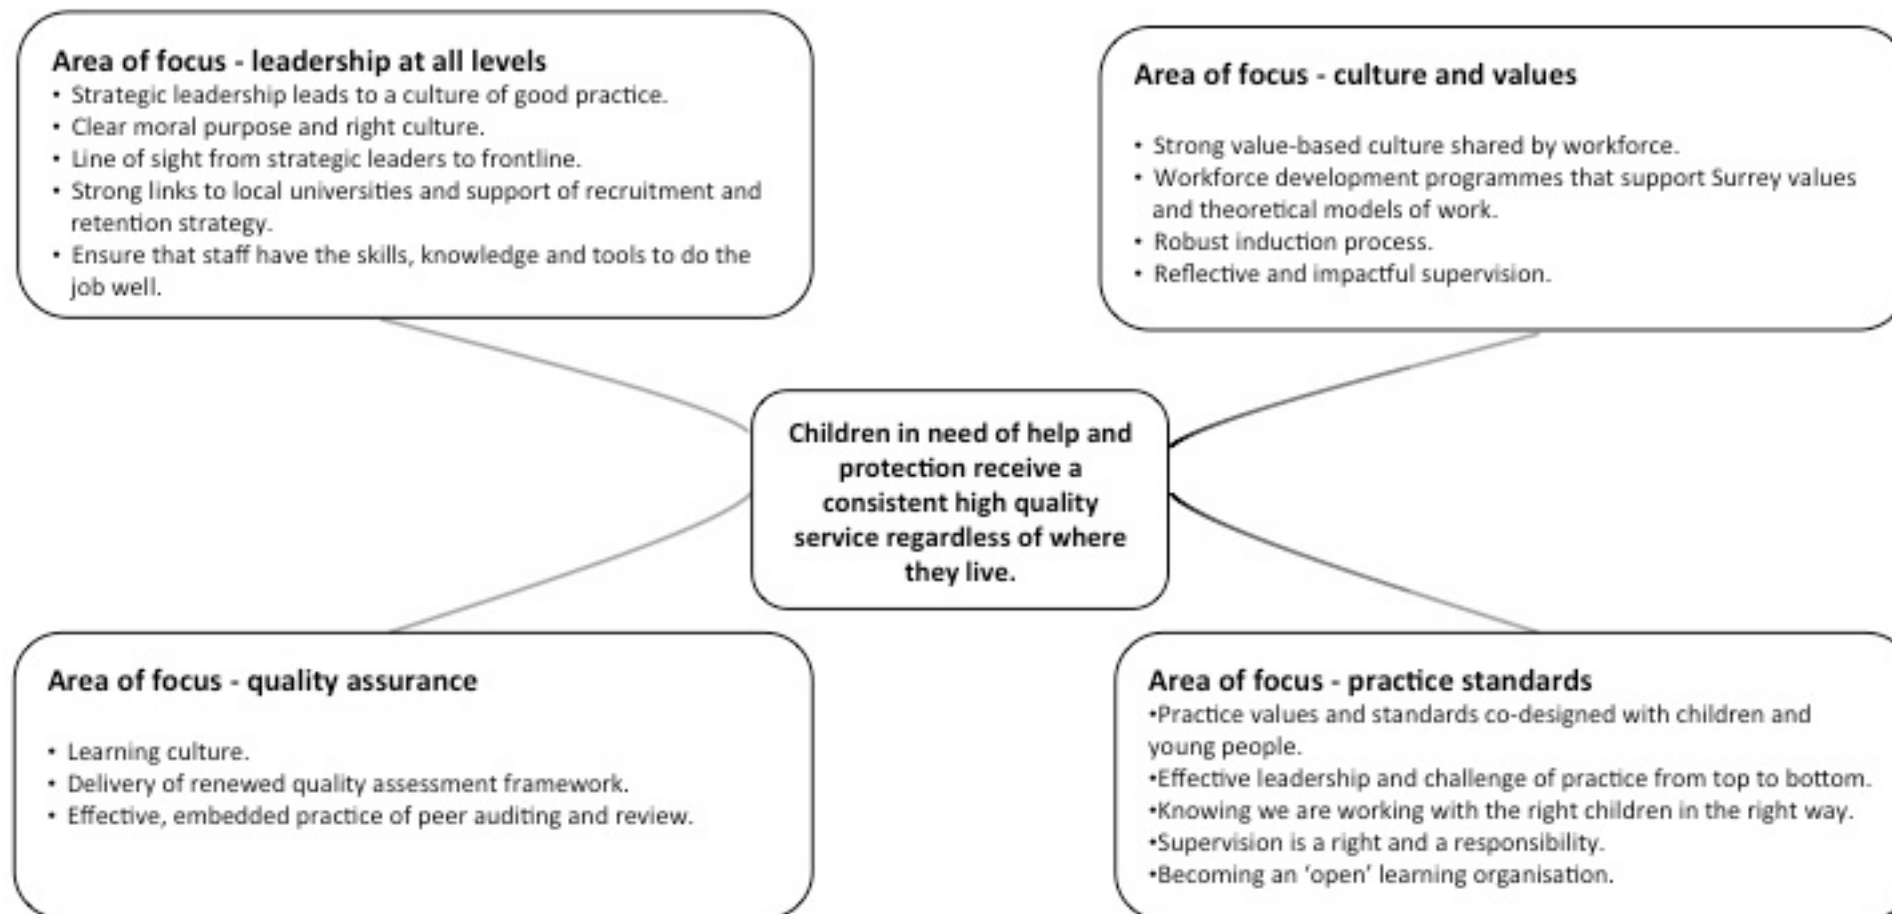 Area of focus - leadership at all levels
• Strategic leadership leads to a culture of good practice.
• Clear moral purpose and right culture.
• Line of sight from strategic leaders to frontline.
• Strong links to local universities and support of recruitment and
retention strategy.
• Ensure that staff have the skills, knowledge and tools to do the
job well.
Area of focus - culture and values
• Strong value-based culture shared by workforce.
• Workforce development programmes that support Surrey values
and theoretical models of work.
• Robust induction process.
• Reflective and impactful supervision.
Children in need of help and
protection receive a
consistent high quality
service regardless of where
they live.
Area of focus - quality assurance
• Learning culture.
• Delivery of renewed quality assessment framework.
• Effective, embedded practice of peer auditing and review.
Area of focus - practice standards
•Practice values and standards co-designed with children and
young people.
•Effective leadership and challenge of practice from top to bottom.
•Knowing we are working with the right children in the right way.
•Supervision is a right and a responsibility.
•Becoming an ‘open’ learning organisation.